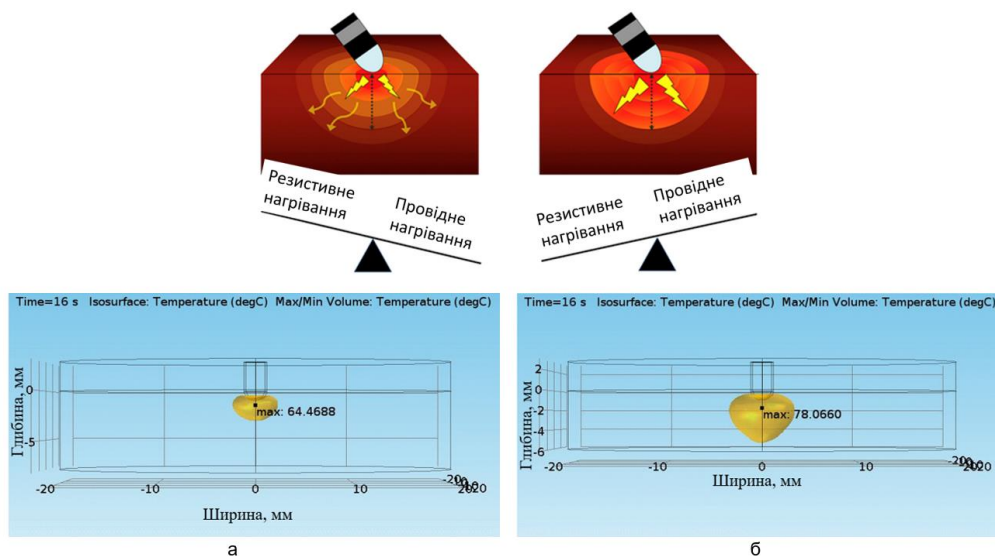 Резистивне
нагрівання
Провідне
нагрівання
Резистивне
нагрівання
Провідне
нагрівання
Time=16 s Isosurface: Temperature (degC) Max/Min Volume: Temperature (degC)
0
-5
Глибина, мм
max: 64.4688
-20
-10
0
10
20
Ширина, мм
а
Time=16 s Isosurface: Temperature (degC) Max/Min Volume: Temperature (degC)
2
0
-2
-4
-6
Глибина, мм
max: 78.0660
-20
-10
0
10
20
Ширина, мм
б